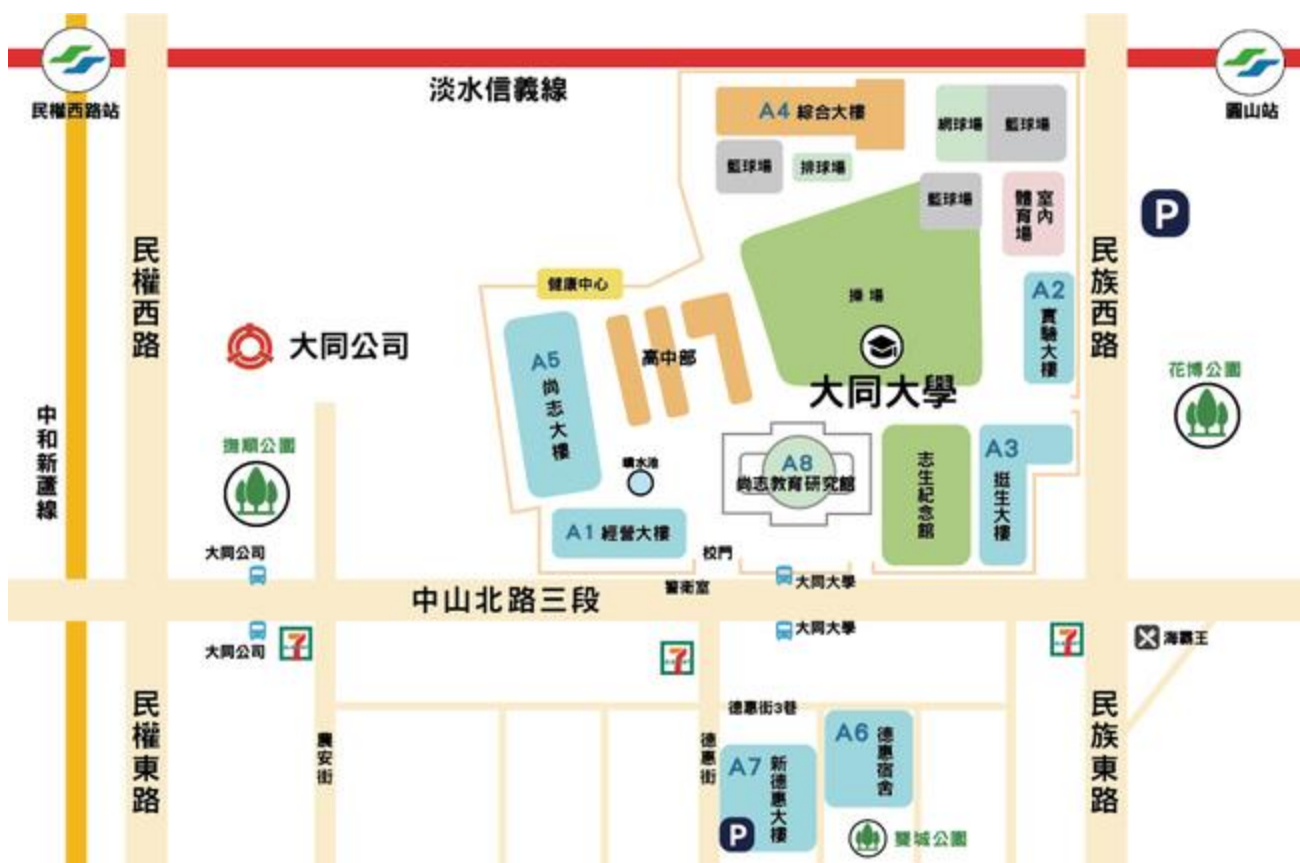 民權西路站
淡水信義線
圓山站
A4 綜合大樓
網球場
籃球場
籃球場
排球場
籃球場
室內
體育場
P
民權西路
民族西路
健康中心
操場
A2
實驗大樓
大同公司
A5
尚志大樓
高中部
大同大學
花博公園
中和新蘆線
撫順公園
噴水池
A8
尚志教育研究館
志生紀念館
A3
挺生大樓
A1 經營大樓
校門
大同公司
警衛室
大同大學
中山北路三段
大同公司
7
7
大同大學
7
海霸王
民權東路
農安街
德惠街3巷
德惠街
A7
新德惠大樓
P
A6
德惠宿舍
雙城公園
民族東路